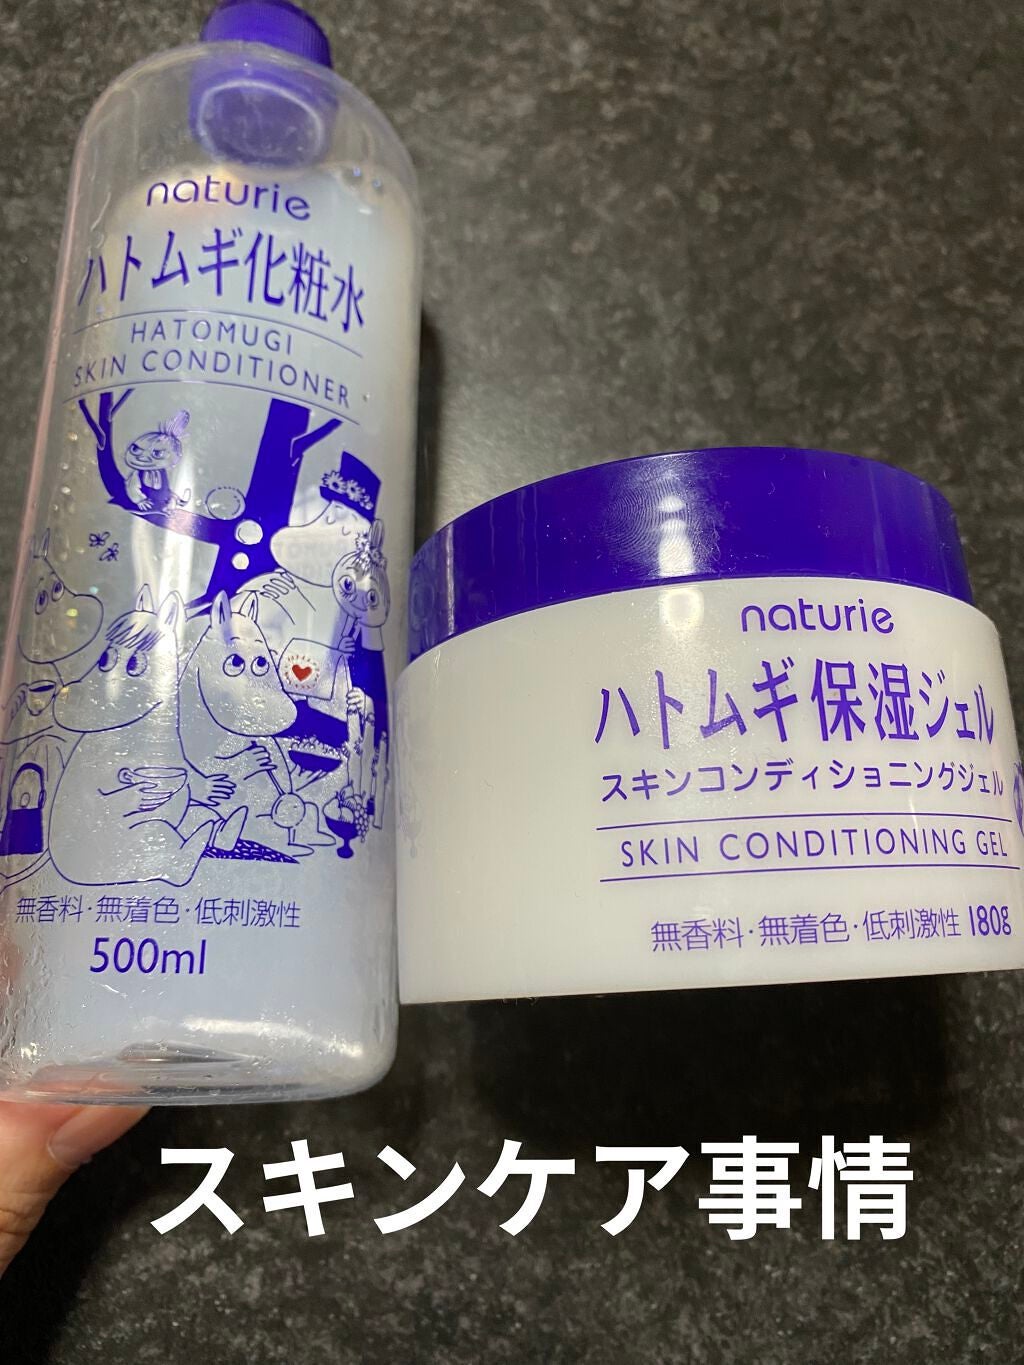 naturie
ハトムギ化粧水
HATOMUGI
SKIN CONDITIONER
無香料・無着色・低刺激性
500ml
naturie
ハトムギ保湿ジェル
スキンコンディショニングジェル
SKIN CONDITIONING GEL
無香料・無着色・低刺激性 180g
スキンケア事情